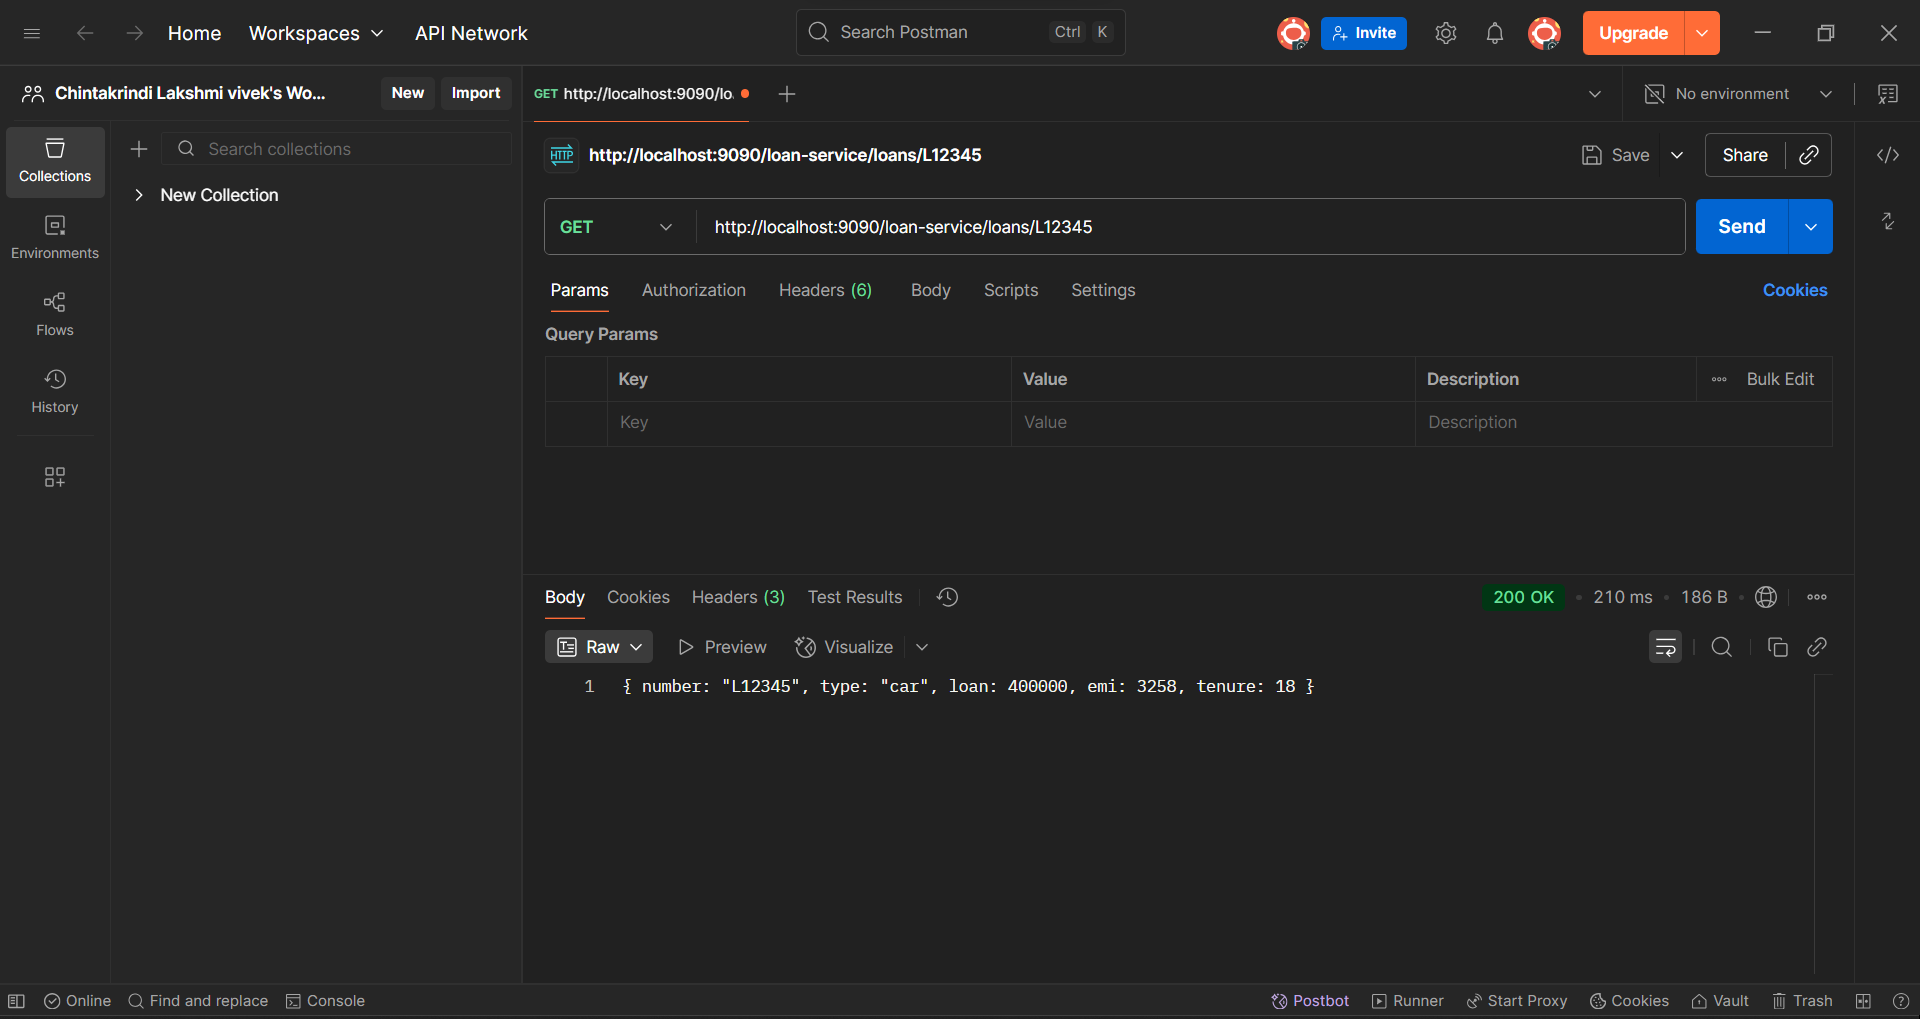 Home Workspaces API Network Search Postman Ctrl K Invite Upgrade
Chintakrindi Lakshmi vivek's Wo... New Import GET http://localhost:9090/lo. No environment
Search collections
Collections
New Collection
Environments
Flows
History
HTTP http://localhost:9090/loan-service/loans/L12345 Save Share
GET http://localhost:9090/loan-service/loans/L12345 Send
Params Authorization Headers (6) Body Scripts Settings Cookies
Query Params
Key Value Description Bulk Edit
Key Value Description
Body Cookies Headers (3) Test Results 200 OK • 210 ms • 186 B •
Raw Preview Visualize
1 { number: "L12345", type: "car", loan: 400000, emi: 3258, tenure: 18 }
Online Find and replace Console Postbot Runner Start Proxy Cookies Vault Trash